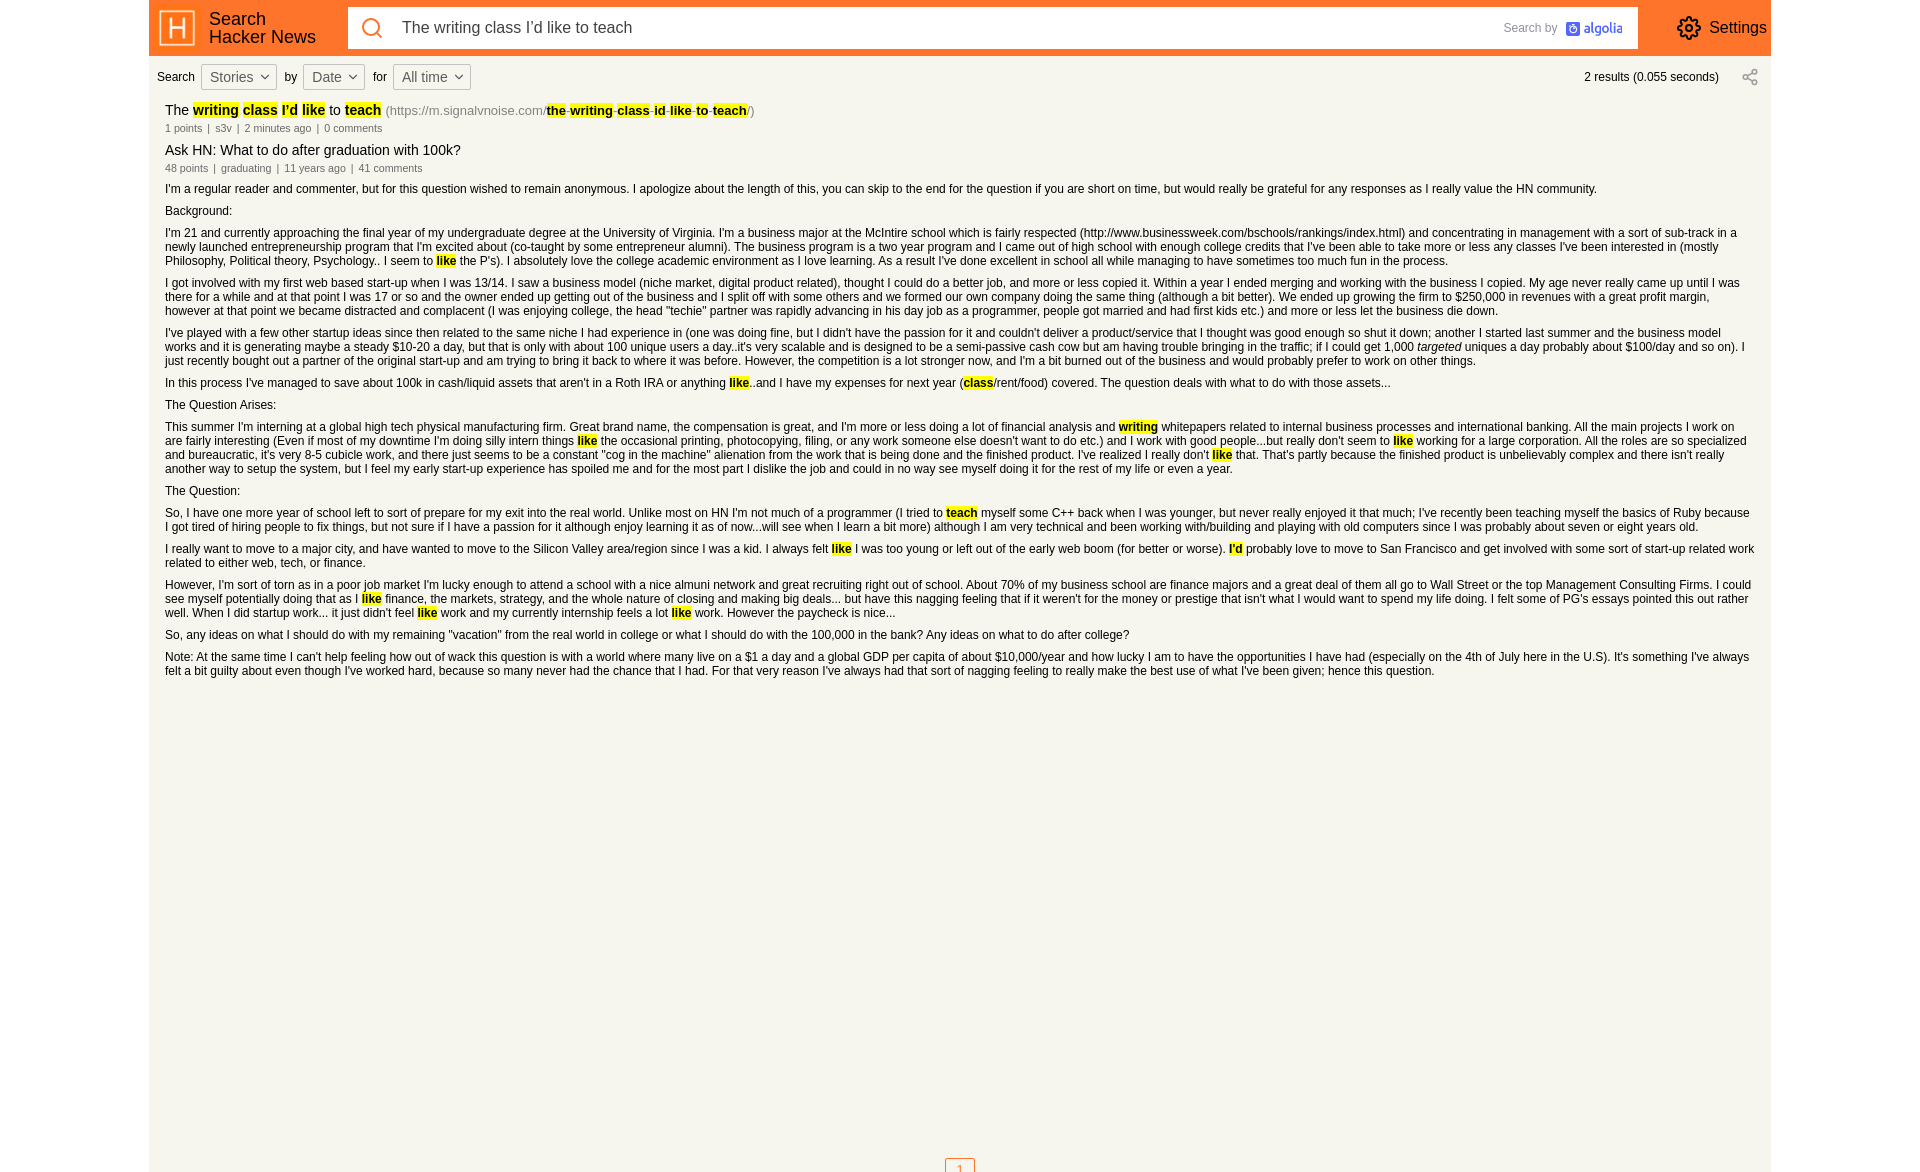 Search
Hacker News
The writing class I’d like to teach
Search by algolia
Settings
Search Stories by Date for All time
2 results (0.055 seconds)
The writing class I’d like to teach (https://m.signalvnoise.com/the-writing-class-id-like-to-teach/)
1 points | s3v | 2 minutes ago | 0 comments
Ask HN: What to do after graduation with 100k?
48 points | graduating | 11 years ago | 41 comments
I'm a regular reader and commenter, but for this question wished to remain anonymous. I apologize about the length of this, you can skip to the end for the question if you are short on time, but would really be grateful for any responses as I really value the HN community.
Background:
I'm 21 and currently approaching the final year of my undergraduate degree at the University of Virginia. I'm a business major at the McIntire school which is fairly respected (http://www.businessweek.com/bschools/rankings/index.html) and concentrating in management with a sort of sub-track in a
newly launched entrepreneurship program that I'm excited about (co-taught by some entrepreneur alumni). The business program is a two year program and I came out of high school with enough college credits that I've been able to take more or less any classes I've been interested in (mostly
Philosophy, Political theory, Psychology.. I seem to like the P's). I absolutely love the college academic environment as I love learning. As a result I've done excellent in school all while managing to have sometimes too much fun in the process.
I got involved with my first web based start-up when I was 13/14. I saw a business model (niche market, digital product related), thought I could do a better job, and more or less copied it. Within a year I ended merging and working with the business I copied. My age never really came up until I was
there for a while and at that point I was 17 or so and the owner ended up getting out of the business and I split off with some others and we formed our own company doing the same thing (although a bit better). We ended up growing the firm to $250,000 in revenues with a great profit margin,
however at that point we became distracted and complacent (I was enjoying college, the head "techie" partner was rapidly advancing in his day job as a programmer, people got married and had first kids etc.) and more or less let the business die down.
I've played with a few other startup ideas since then related to the same niche I had experience in (one was doing fine, but I didn't have the passion for it and couldn't deliver a product/service that I thought was good enough so shut it down; another I started last summer and the business model
works and it is generating maybe a steady $10-20 a day, but that is only with about 100 unique users a day..it's very scalable and is designed to be a semi-passive cash cow but am having trouble bringing in the traffic; if I could get 1,000 targeted uniques a day probably about $100/day and so on). I
just recently bought out a partner of the original start-up and am trying to bring it back to where it was before. However, the competition is a lot stronger now, and I'm a bit burned out of the business and would probably prefer to work on other things.
In this process I've managed to save about 100k in cash/liquid assets that aren't in a Roth IRA or anything like..and I have my expenses for next year (class/rent/food) covered. The question deals with what to do with those assets...
The Question Arises:
This summer I'm interning at a global high tech physical manufacturing firm. Great brand name, the compensation is great, and I'm more or less doing a lot of financial analysis and writing whitepapers related to internal business processes and international banking. All the main projects I work on
are fairly interesting (Even if most of my downtime I'm doing silly intern things like the occasional printing, photocopying, filing, or any work someone else doesn't want to do etc.) and I work with good people...but really don't seem to like working for a large corporation. All the roles are so specialized
and bureaucratic, it's very 8-5 cubicle work, and there just seems to be a constant "cog in the machine" alienation from the work that is being done and the finished product. I've realized I really don't like that. That's partly because the finished product is unbelievably complex and there isn't really
another way to setup the system, but I feel my early start-up experience has spoiled me and for the most part I dislike the job and could in no way see myself doing it for the rest of my life or even a year.
The Question:
So, I have one more year of school left to sort of prepare for my exit into the real world. Unlike most on HN I'm not much of a programmer (I tried to teach myself some C++ back when I was younger, but never really enjoyed it that much; I've recently been teaching myself the basics of Ruby because
I got tired of hiring people to fix things, but not sure if I have a passion for it although enjoy learning it as of now...will see when I learn a bit more) although I am very technical and been working with/building and playing with old computers since I was probably about seven or eight years old.
I really want to move to a major city, and have wanted to move to the Silicon Valley area/region since I was a kid. I always felt like I was too young or left out of the early web boom (for better or worse). I'd probably love to move to San Francisco and get involved with some sort of start-up related work
related to either web, tech, or finance.
However, I'm sort of torn as in a poor job market I'm lucky enough to attend a school with a nice almuni network and great recruiting right out of school. About 70% of my business school are finance majors and a great deal of them all go to Wall Street or the top Management Consulting Firms. I could
see myself potentially doing that as I like finance, the markets, strategy, and the whole nature of closing and making big deals... but have this nagging feeling that if it weren't for the money or prestige that isn't what I would want to spend my life doing. I felt some of PG's essays pointed this out rather
well. When I did startup work... it just didn't feel like work and my currently internship feels a lot like work. However the paycheck is nice...
So, any ideas on what I should do with my remaining "vacation" from the real world in college or what I should do with the 100,000 in the bank? Any ideas on what to do after college?
Note: At the same time I can't help feeling how out of wack this question is with a world where many live on a $1 a day and a global GDP per capita of about $10,000/year and how lucky I am to have the opportunities I have had (especially on the 4th of July here in the U.S). It's something I've always
felt a bit guilty about even though I've worked hard, because so many never had the chance that I had. For that very reason I've always had that sort of nagging feeling to really make the best use of what I've been given; hence this question.
1